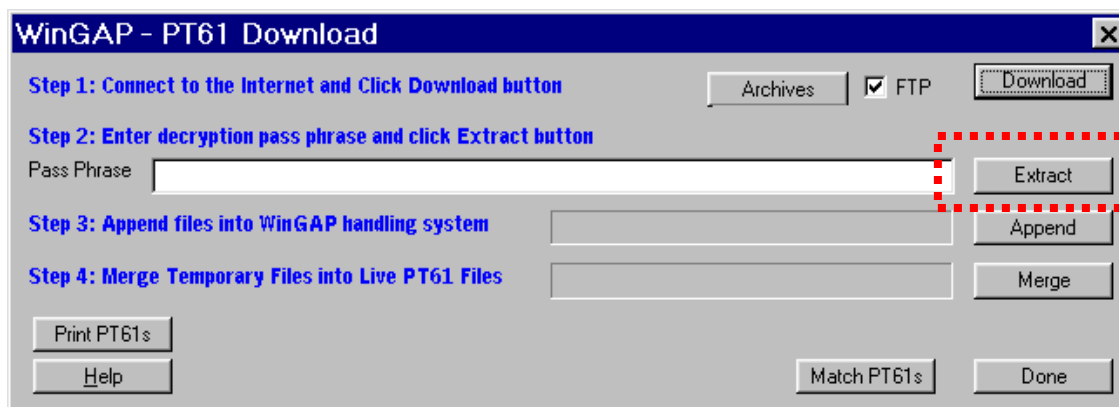 WinGAP - PT61 Download
Step 1: Connect to the Internet and Click Download button Archives FTP Download
Step 2: Enter decryption pass phrase and click Extract button
Pass Phrase Extract
Step 3: Append files into WinGAP handling system Append
Step 4: Merge Temporary Files into Live PT61 Files Merge
Print PT61s
Help Match PT61s Done